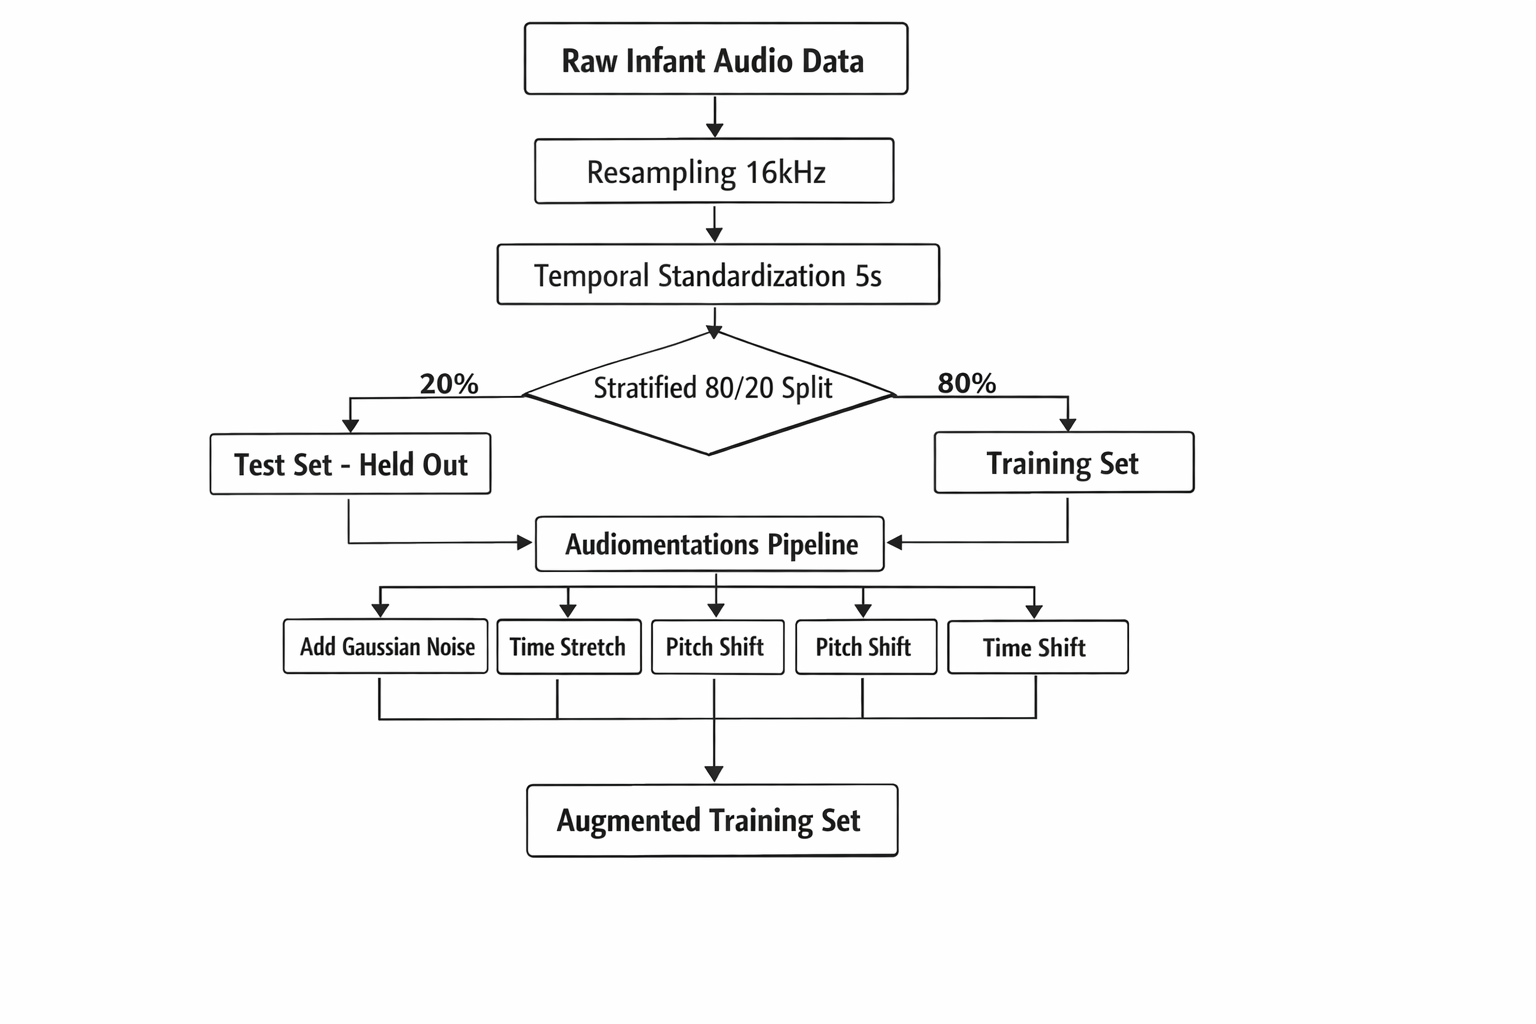 Raw Infant Audio Data
Resampling 16kHz
Temporal Standardization 5s
Stratified 80/20 Split
20%
80%
Test Set - Held Out
Training Set
Audiomentations Pipeline
Add Gaussian Noise
Time Stretch
Pitch Shift
Pitch Shift
Time Shift
Augmented Training Set